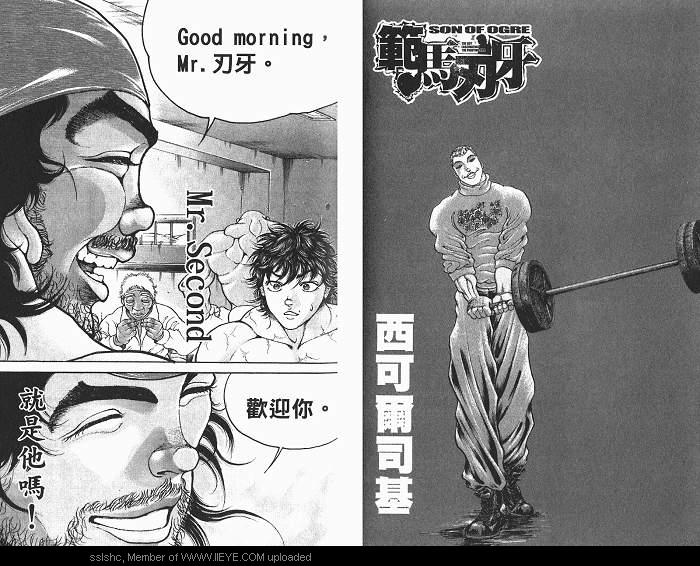 SON OF OGRE
範馬刃牙
西可爾司基
Good morning，
Mr.刃牙。
Mr. Second
歡迎你。
就是他嗎！
sslshc, Member of WWW.IIEYE.COM uploaded